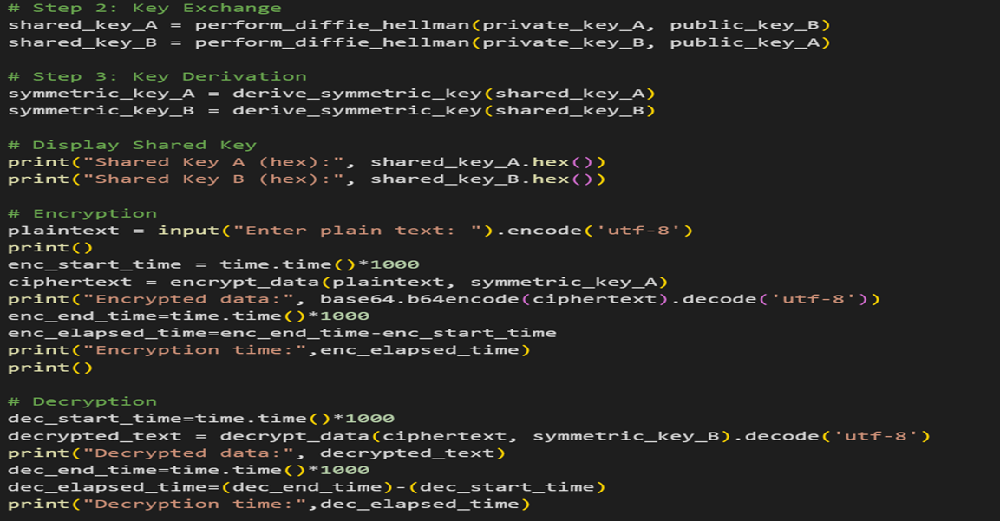 # Step 2: Key Exchange
shared_key_A = perform_diffie_hellman(private_key_A, public_key_B)
shared_key_B = perform_diffie_hellman(private_key_B, public_key_A)

# Step 3: Key Derivation
symmetric_key_A = derive_symmetric_key(shared_key_A)
symmetric_key_B = derive_symmetric_key(shared_key_B)

# Display Shared Key
print("Shared Key A (hex):", shared_key_A.hex())
print("Shared Key B (hex):", shared_key_B.hex())

# Encryption
plaintext = input("Enter plain text: ").encode('utf-8')
print()
enc_start_time = time.time()*1000
ciphertext = encrypt_data(plaintext, symmetric_key_A)
print("Encrypted data:", base64.b64encode(ciphertext).decode('utf-8'))
enc_end_time=time.time()*1000
enc_elapsed_time=enc_end_time-enc_start_time
print("Encryption time:",enc_elapsed_time)
print()

# Decryption
dec_start_time=time.time()*1000
decrypted_text = decrypt_data(ciphertext, symmetric_key_B).decode('utf-8')
print("Decrypted data:", decrypted_text)
dec_end_time=time.time()*1000
dec_elapsed_time=(dec_end_time)-(dec_start_time)
print("Decryption time:",dec_elapsed_time)